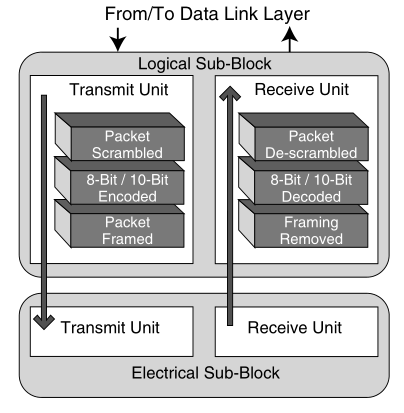 From/To Data Link Layer
Logical Sub-Block
Transmit Unit
Packet
Scrambled
8-Bit / 10-Bit
Encoded
Packet
Framed
Receive Unit
Packet
De-scrambled
8-Bit / 10-Bit
Decoded
Framing
Removed
Transmit Unit
Receive Unit
Electrical Sub-Block